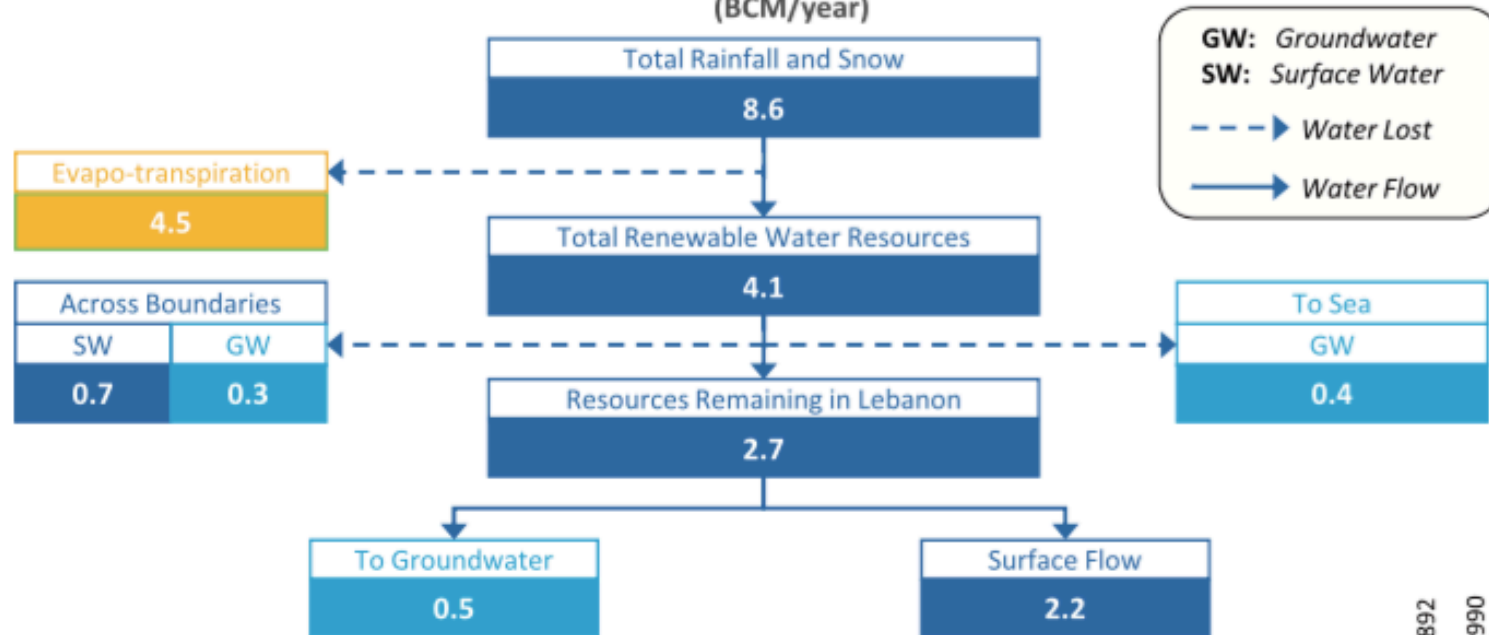 (BCM/year)
Total Rainfall and Snow
8.6
GW: Groundwater
SW: Surface Water
Water Lost
Water Flow
Evapo-transpiration
4.5
Total Renewable Water Resources
4.1
Across Boundaries
SW GW
0.7 0.3
To Sea
GW
0.4
Resources Remaining in Lebanon
2.7
To Groundwater
0.5
Surface Flow
2.2